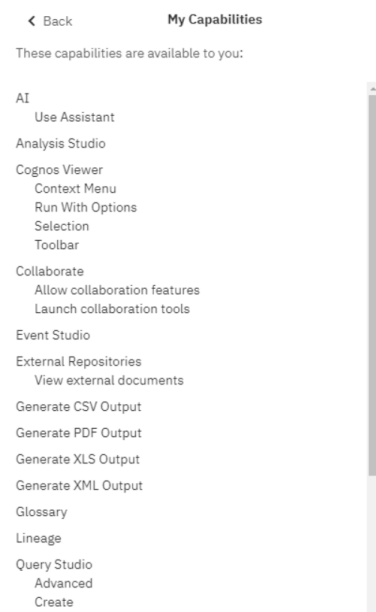 Back
My Capabilities
These capabilities are available to you:
AI
Use Assistant
Analysis Studio
Cognos Viewer
Context Menu
Run With Options
Selection
Toolbar
Collaborate
Allow collaboration features
Launch collaboration tools
Event Studio
External Repositories
View external documents
Generate CSV Output
Generate PDF Output
Generate XLS Output
Generate XML Output
Glossary
Lineage
Query Studio
Advanced
Create